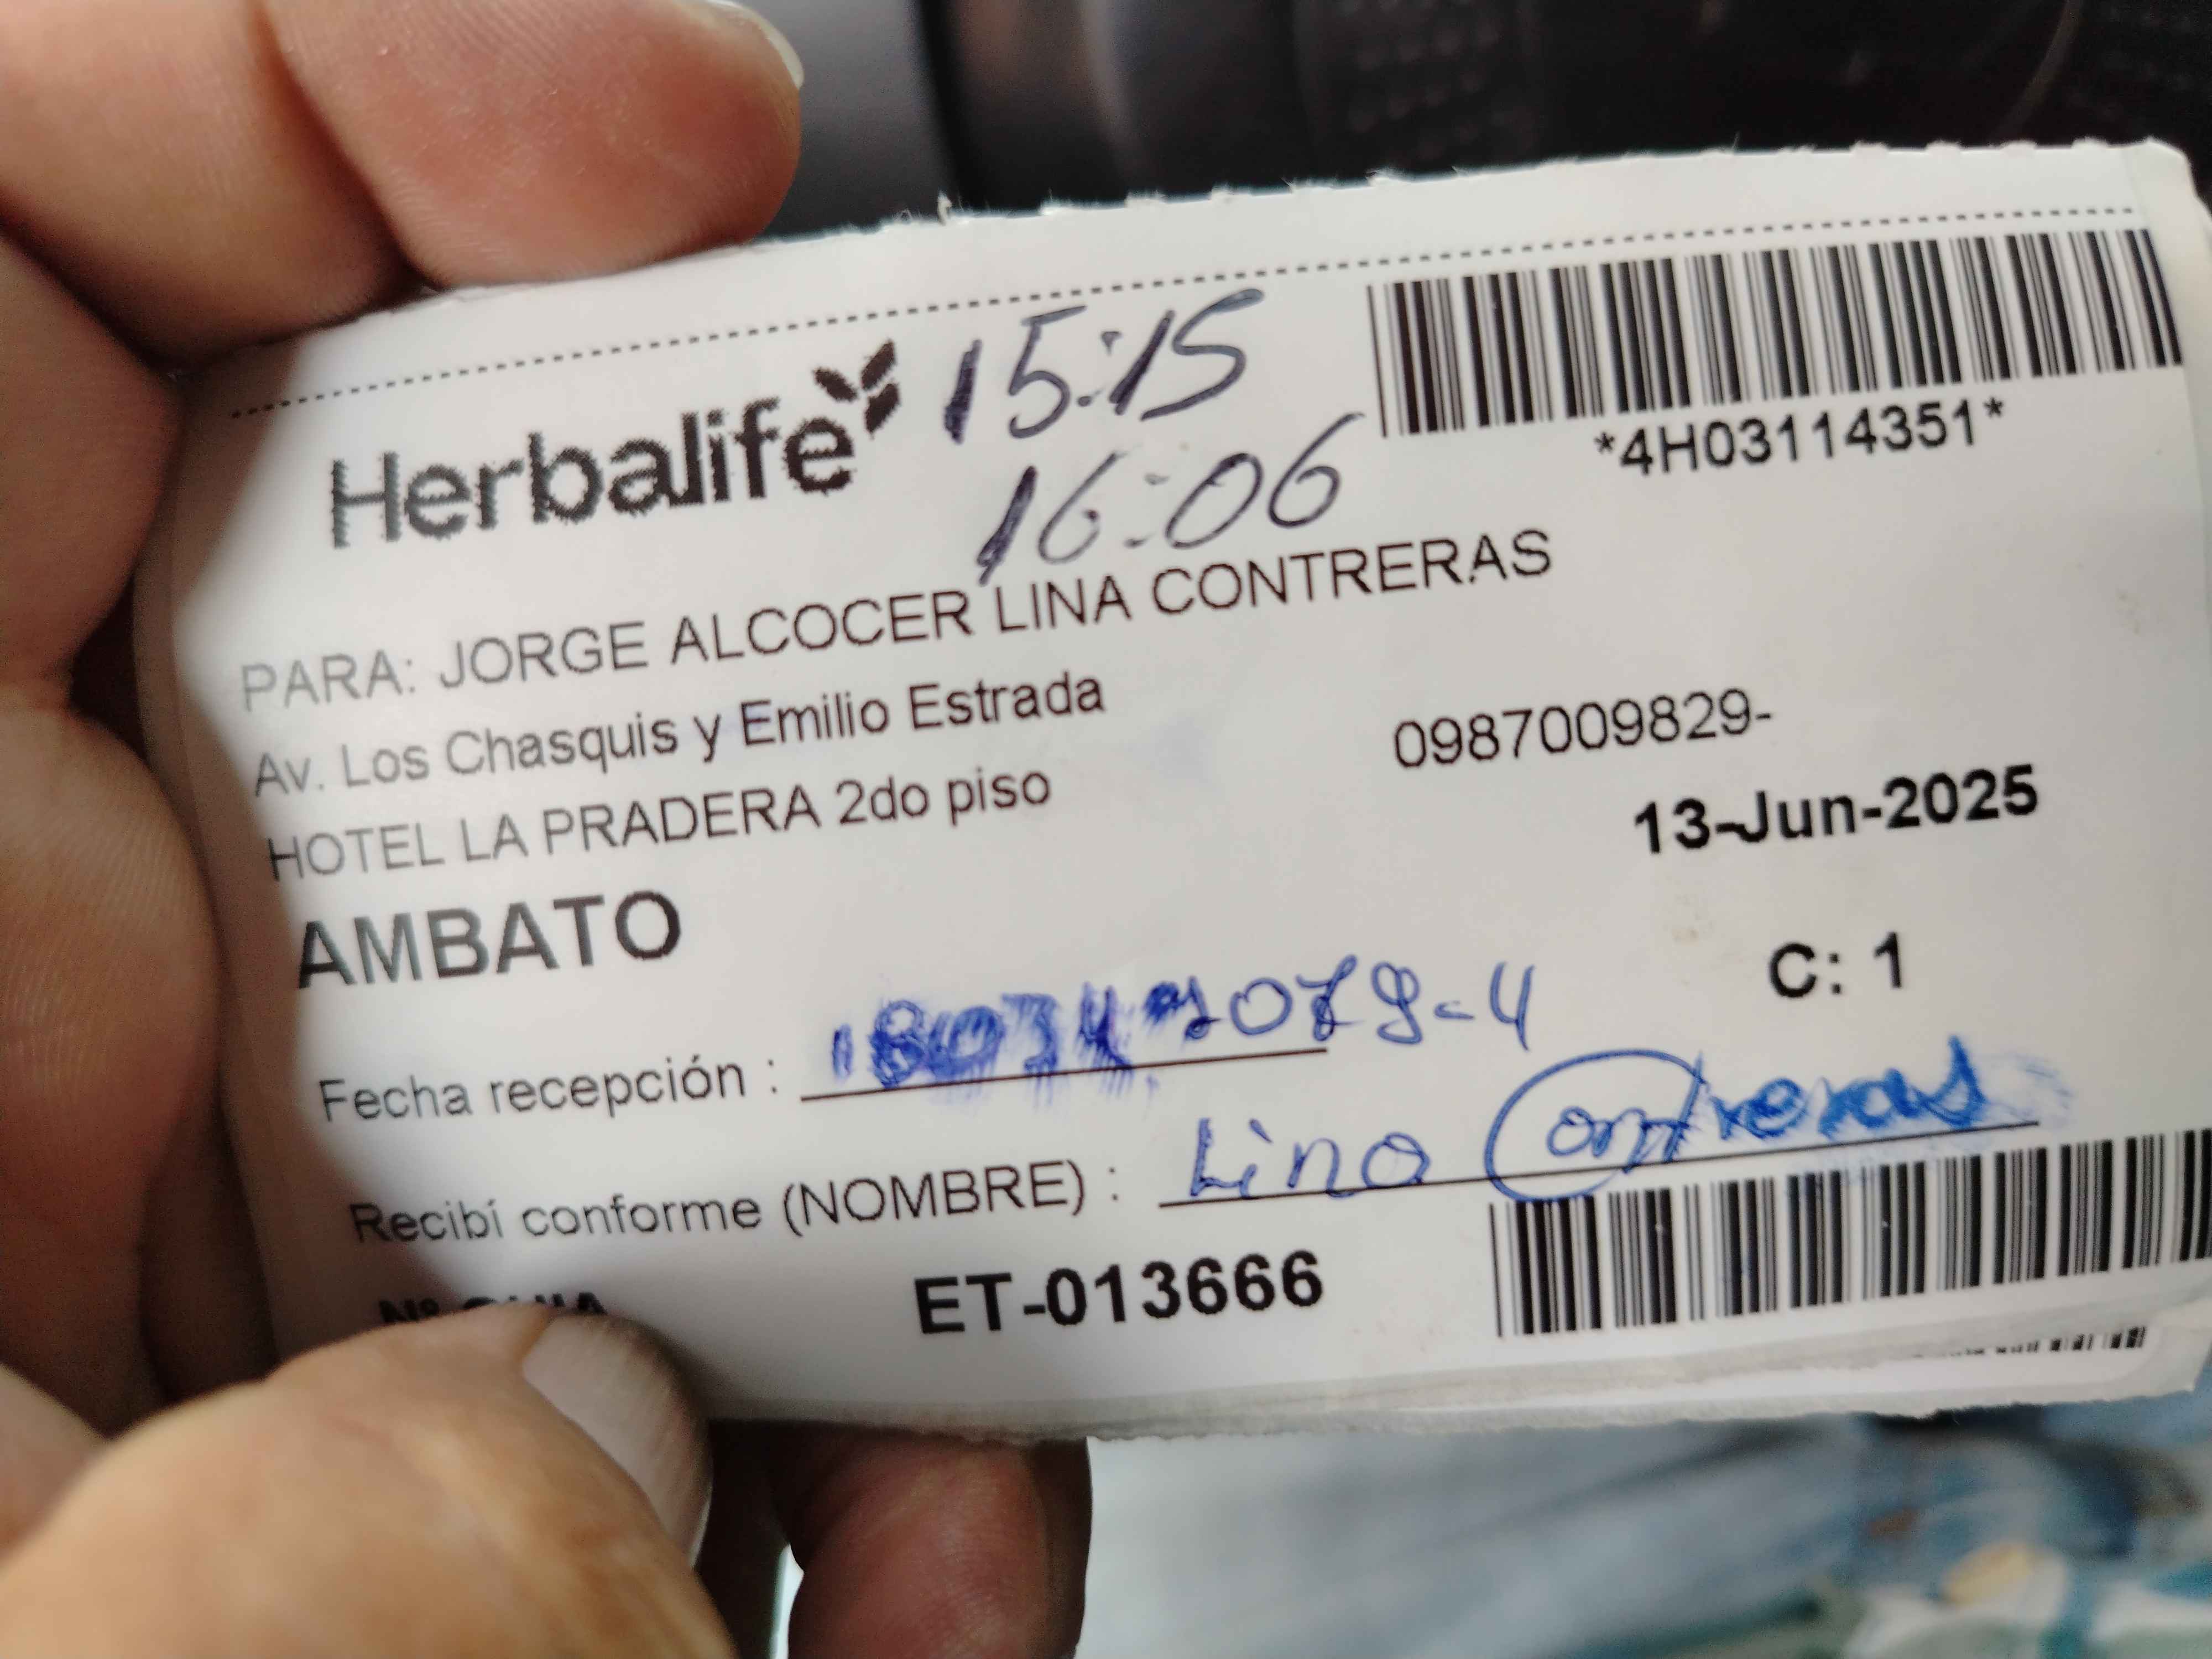 Herbalife 15:15
16:06
*4H03114351*
PARA: JORGE ALCOCER LINA CONTRERAS
Av. Los Chasquis y Emilio Estrada
0987009829-
HOTEL LA PRADERA 2do piso
13-Jun-2025
AMBATO
C: 1
Fecha recepción :
Recibí conforme (NOMBRE) : Lina Contreras
ET-013666